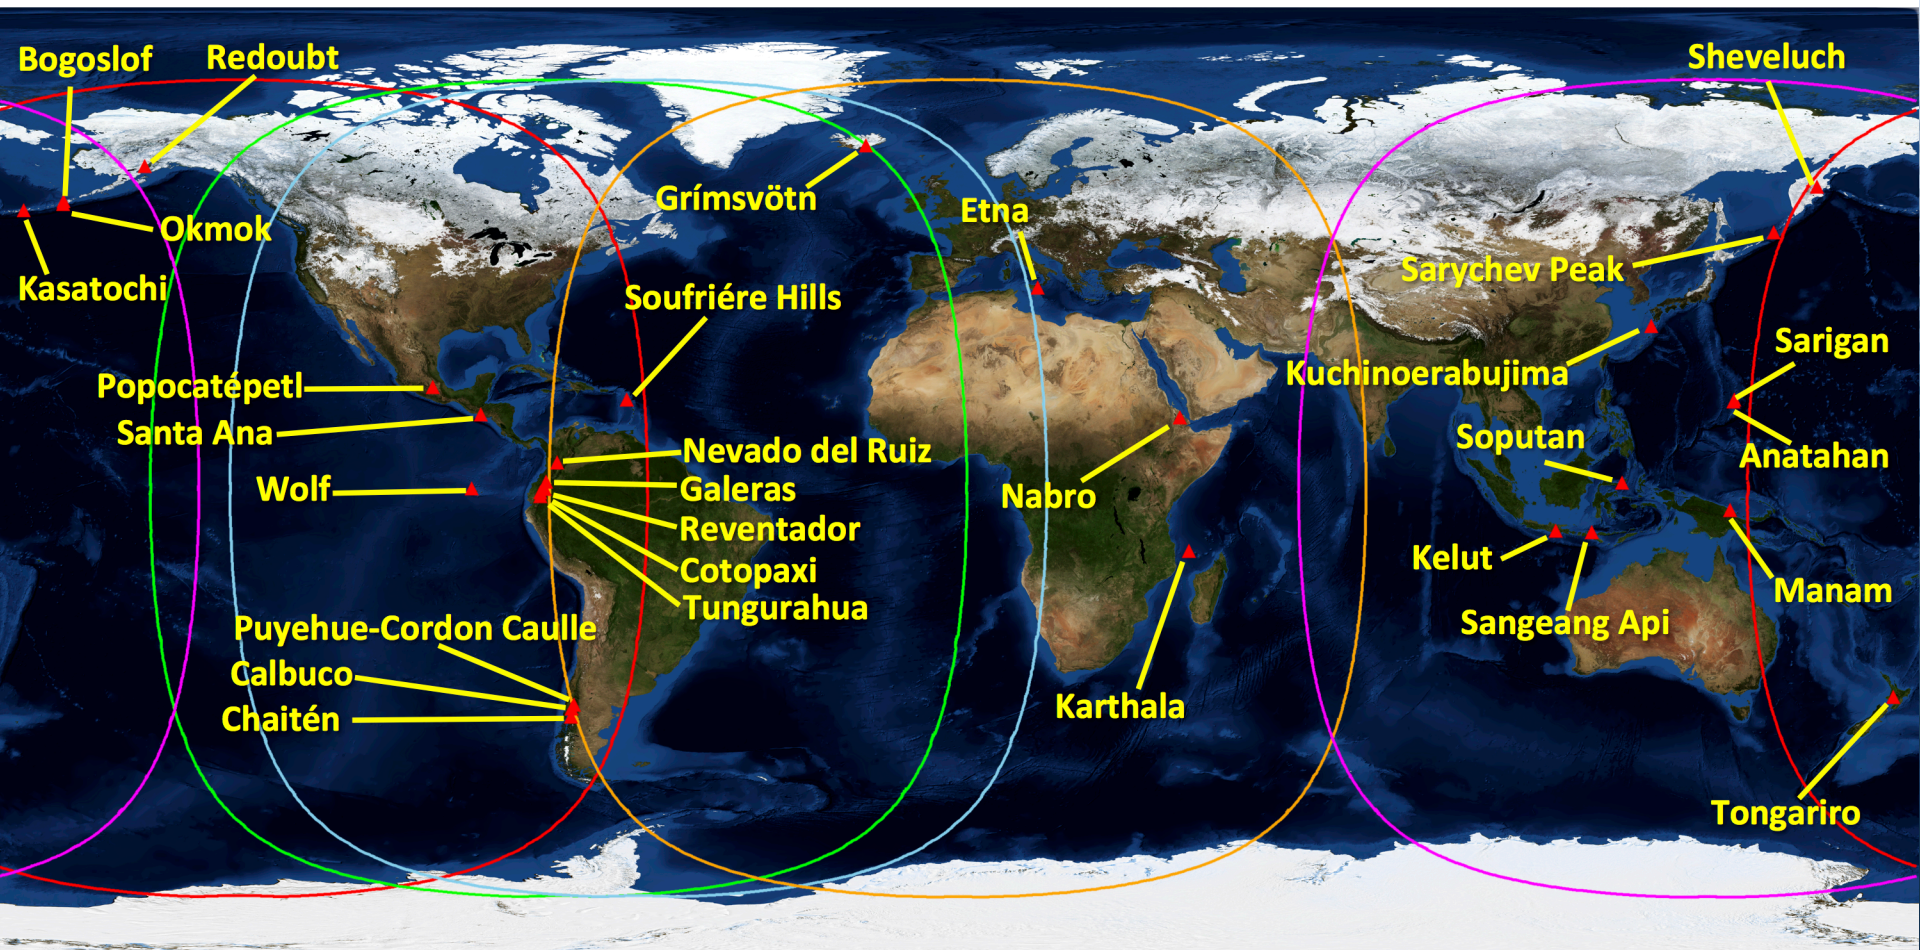 Bogoslof
Redoubt
Sheveluch
Grímsvötn
Etna
Okmok
Kasatochi
Sarychev Peak
Soufriére Hills
Sarigan
Kuchinoerabujima
Popocatépetl
Santa Ana
Soputan
Anatahan
Nevado del Ruiz
Wolf
Galeras
Nabro
Reventador
Kelut
Cotopaxi
Manam
Tungurahua
Sangeang Api
Puyehue-Cordon Caulle
Calbuco
Karthala
Chaitén
Tongariro